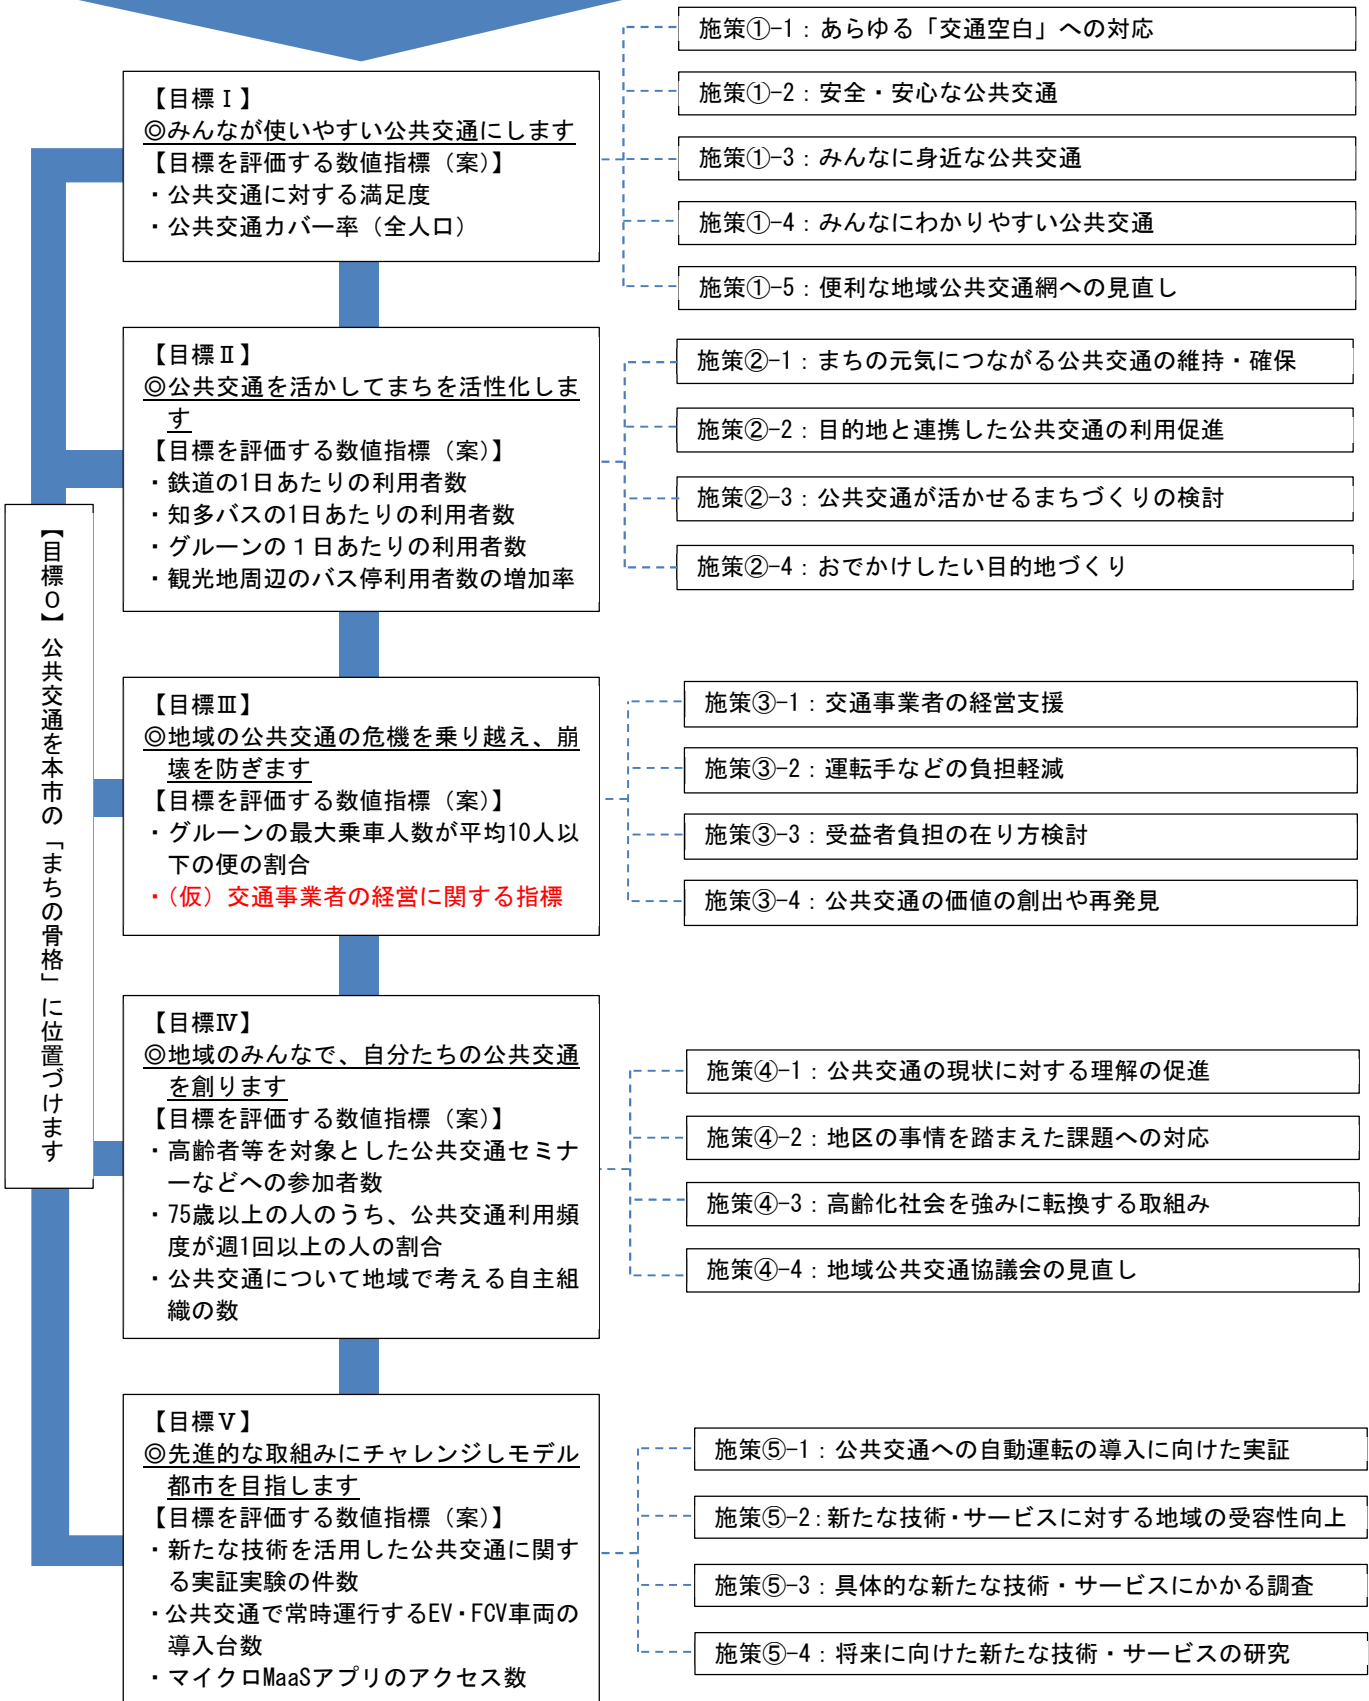 【目標Ⅰ】
◎みんなが使いやすい公共交通にします
【目標を評価する数値指標（案）】
・公共交通に対する満足度
・公共交通カバー率（全人口）
施策①-1：あらゆる「交通空白」への対応
施策①-2：安全・安心な公共交通
施策①-3：みんなに身近な公共交通
施策①-4：みんなにわかりやすい公共交通
施策①-5：便利な地域公共交通網への見直し
【目標Ⅱ】
◎公共交通を活かしてまちを活性化しま
す
【目標を評価する数値指標（案）】
・鉄道の1日あたりの利用者数
・知多バスの1日あたりの利用者数
・グルーンの１日あたりの利用者数
・観光地周辺のバス停利用者数の増加率
施策②-1：まちの元気につながる公共交通の維持・確保
施策②-2：目的地と連携した公共交通の利用促進
施策②-3：公共交通が活かせるまちづくりの検討
施策②-4：おでかけしたい目的地づくり
【目標０】公共交通を本市の「まちの骨格」に位置づけます
【目標Ⅲ】
◎地域の公共交通の危機を乗り越え、崩
壊を防ぎます
【目標を評価する数値指標（案）】
・グルーンの最大乗車人数が平均10人以
下の便の割合
・（仮）交通事業者の経営に関する指標
施策③-1：交通事業者の経営支援
施策③-2：運転手などの負担軽減
施策③-3：受益者負担の在り方検討
施策③-4：公共交通の価値の創出や再発見
【目標Ⅳ】
◎地域のみんなで、自分たちの公共交通
を創ります
【目標を評価する数値指標（案）】
・高齢者等を対象とした公共交通セミナ
ーなどへの参加者数
・75歳以上の人のうち、公共交通利用頻
度が週1回以上の人の割合
・公共交通について地域で考える自主組
織の数
施策④-1：公共交通の現状に対する理解の促進
施策④-2：地区の事情を踏まえた課題への対応
施策④-3：高齢化社会を強みに転換する取組み
施策④-4：地域公共交通協議会の見直し
【目標Ⅴ】
◎先進的な取組みにチャレンジしモデル
都市を目指します
【目標を評価する数値指標（案）】
・新たな技術を活用した公共交通に関す
る実証実験の件数
・公共交通で常時運行するEV・FCV車両の
導入台数
・マイクロMaaSアプリのアクセス数
施策⑤-1：公共交通への自動運転の導入に向けた実証
施策⑤-2：新たな技術・サービスに対する地域の受容性向上
施策⑤-3：具体的な新たな技術・サービスにかかる調査
施策⑤-4：将来に向けた新たな技術・サービスの研究